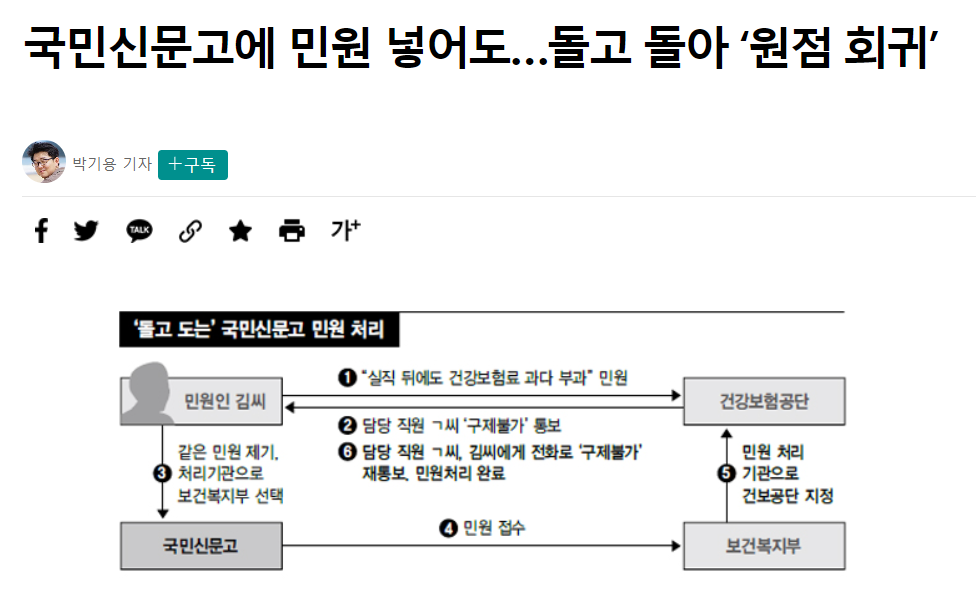 국민신문고에 민원 넣어도…돌고 돌아 ‘원점 회귀’
박기용 기자 +구독
TALK 가+
‘돌고 도는’ 국민신문고 민원 처리
민원인 김씨
❶ “실직 뒤에도 건강보험료 과다 부과” 민원
건강보험공단
❷ 담당 직원 ㄱ씨 ‘구제불가’ 통보
❻ 담당 직원 ㄱ씨, 김씨에게 전화로 ‘구제불가’
재통보, 민원처리 완료
❸ 같은 민원 제기,
처리기관으로
보건복지부 선택
❺ 민원 처리
기관으로
건보공단 지정
국민신문고
❹ 민원 접수
보건복지부